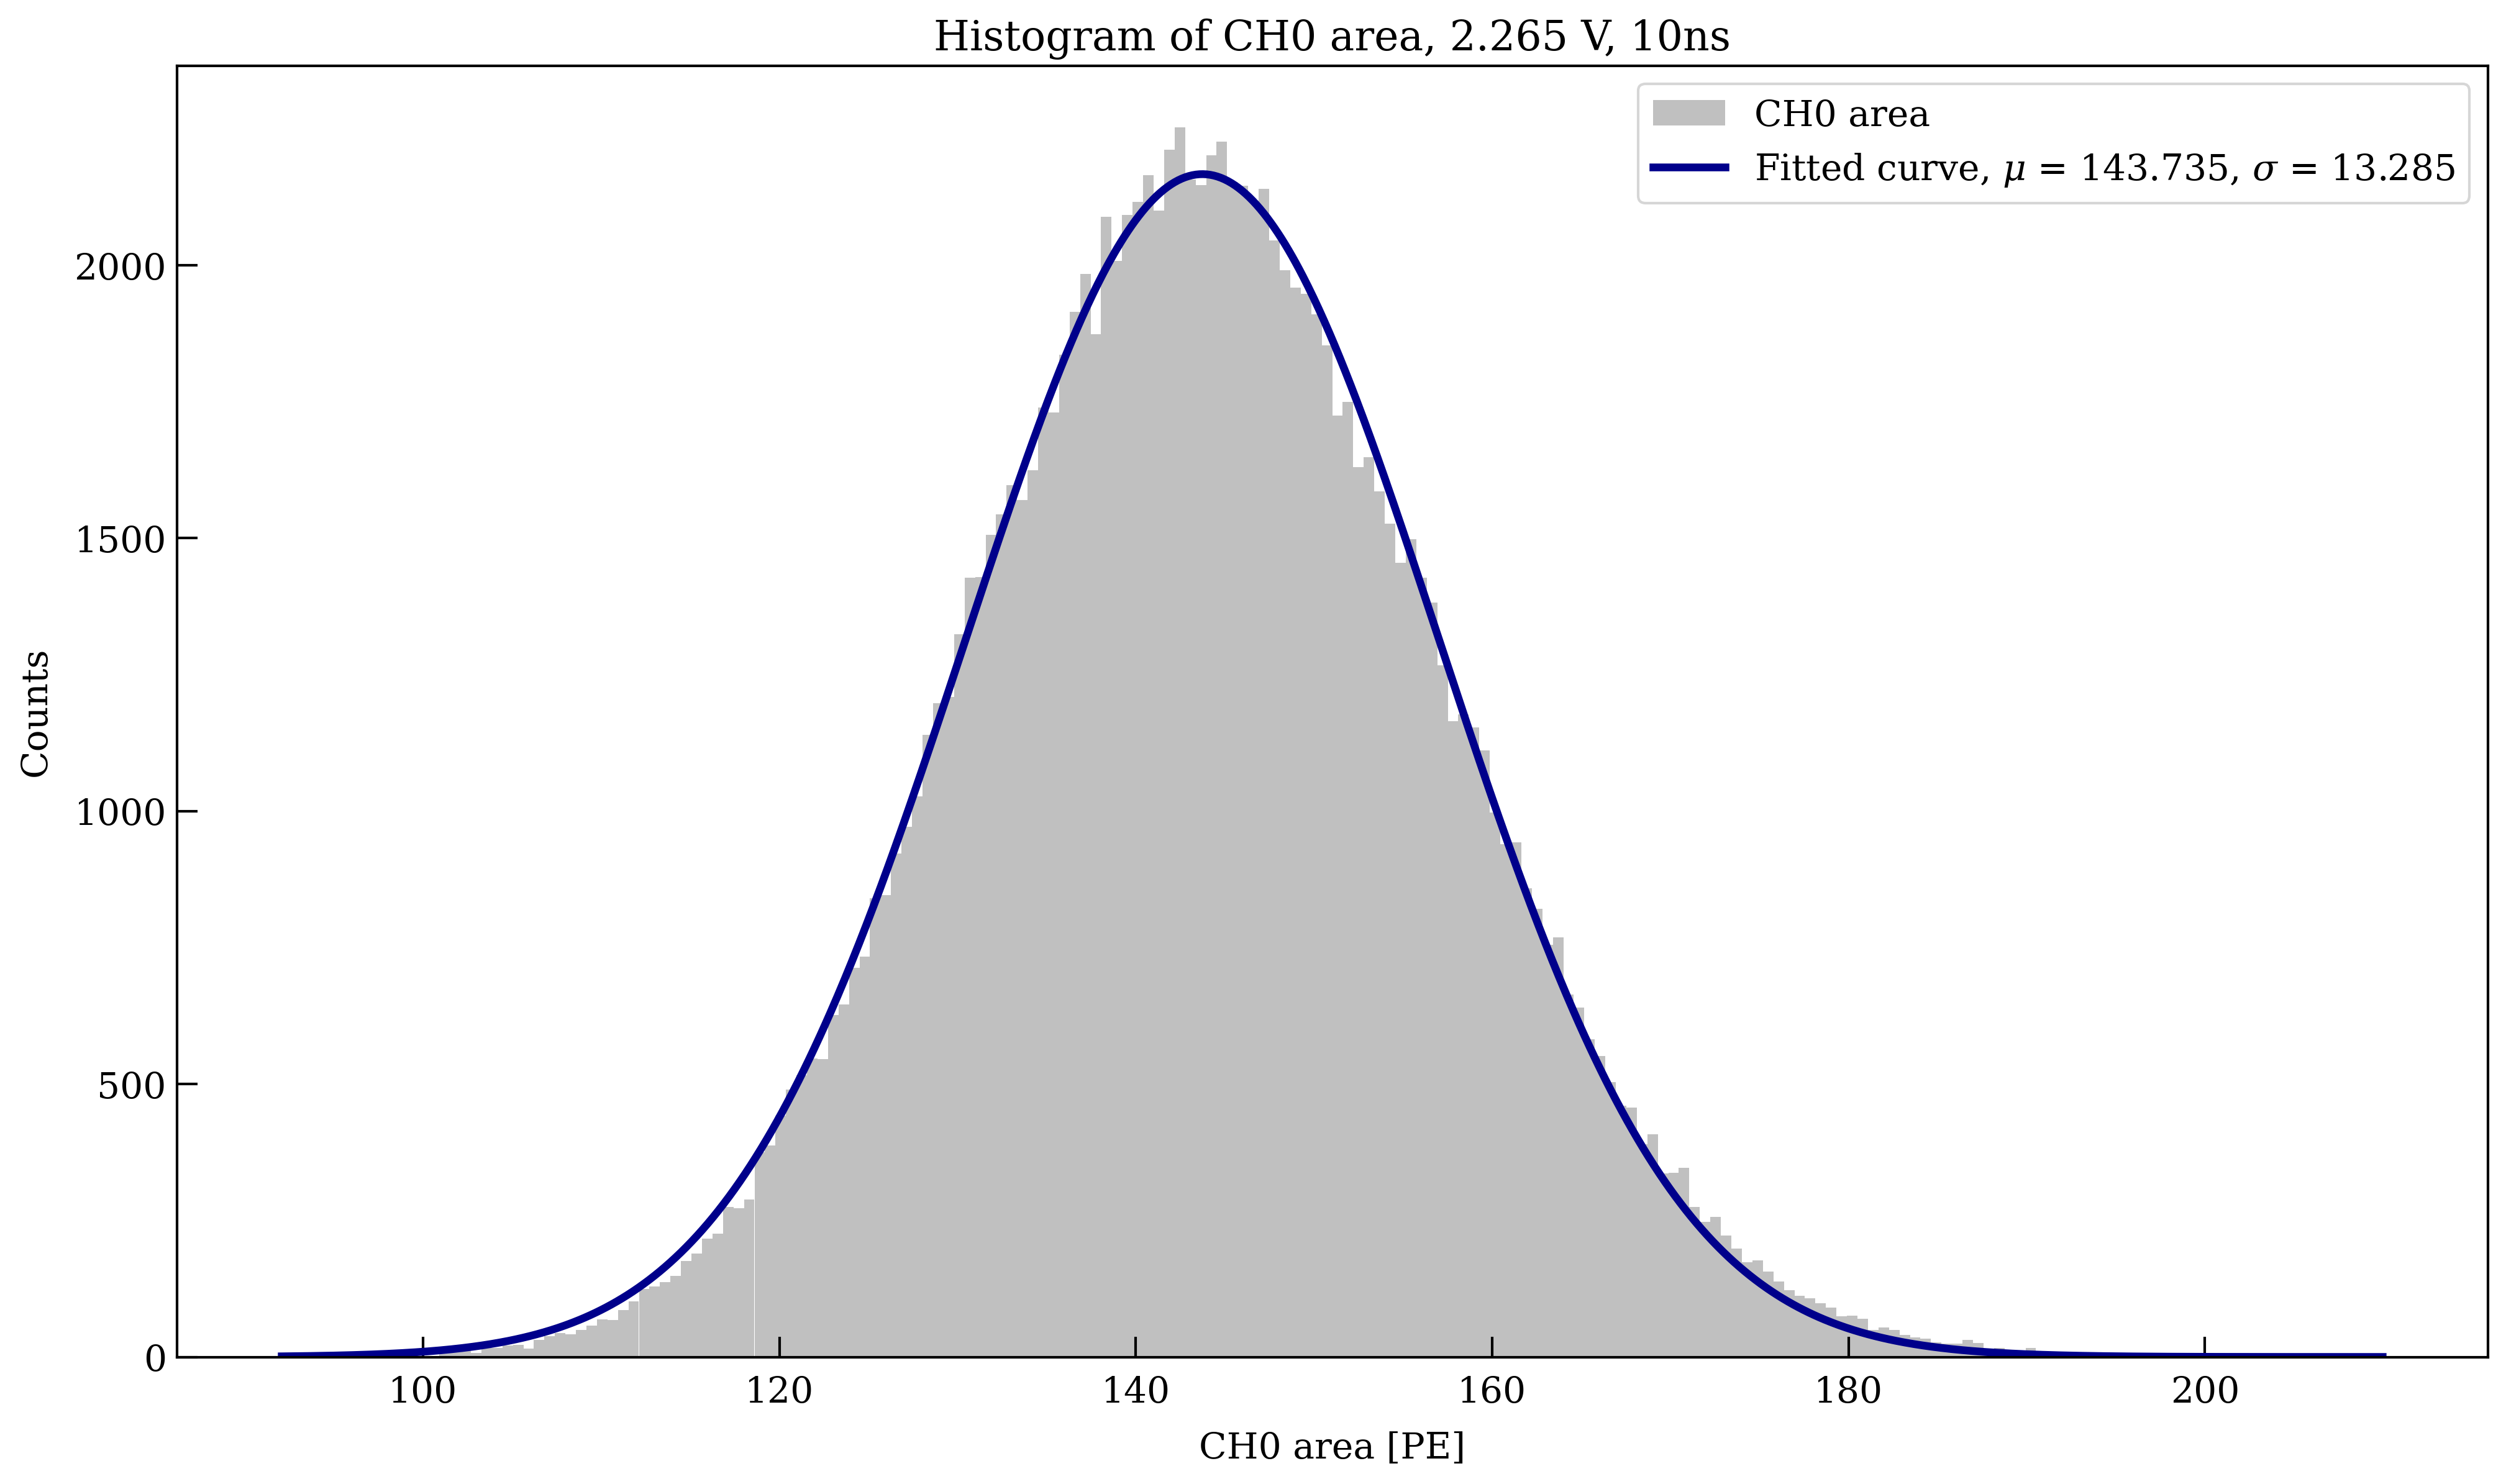 Histogram of CH0 area, 2.265 V, 10ns
CH0 area
Fitted curve, μ = 143.735, σ = 13.285
2000
1500
1000
500
0
Counts
100 120 140 160 180 200
CH0 area [PE]